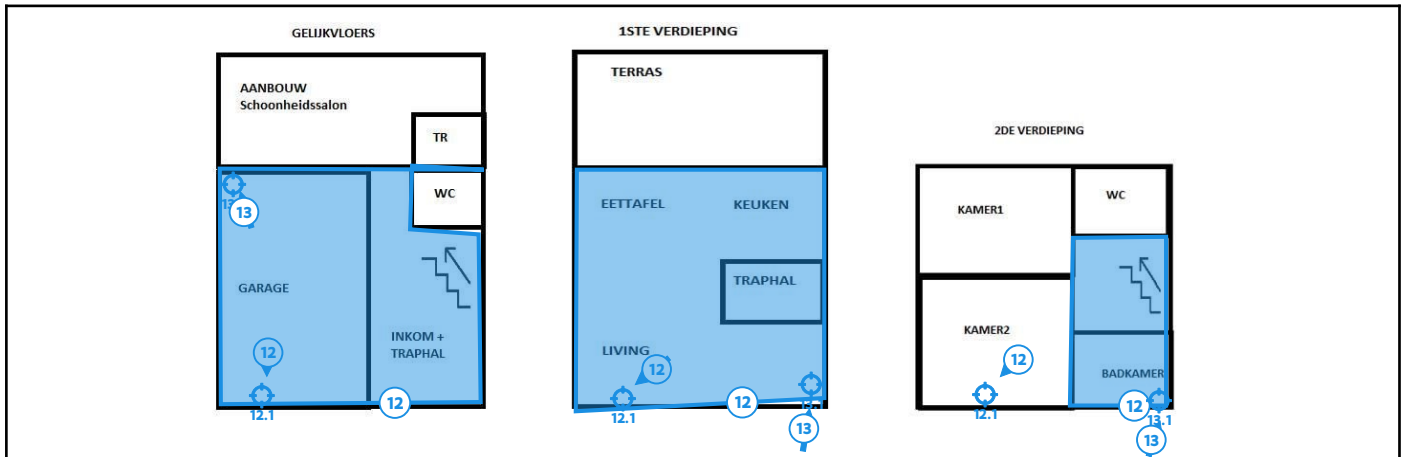 GELIJKVLOERS
AANBOUW
Schoonheidssalon
TR
WC
13
GARAGE
INKOM +
TRAPHAL
12
12
12.1
1STE VERDIEPING
TERRAS
EETTAFEL
KEUKEN
TRAPHAL
LIVING
12
12
12.1
13
2DE VERDIEPING
KAMER1
WC
KAMER2
12
BADKAMER
12
12.1
13.1
13